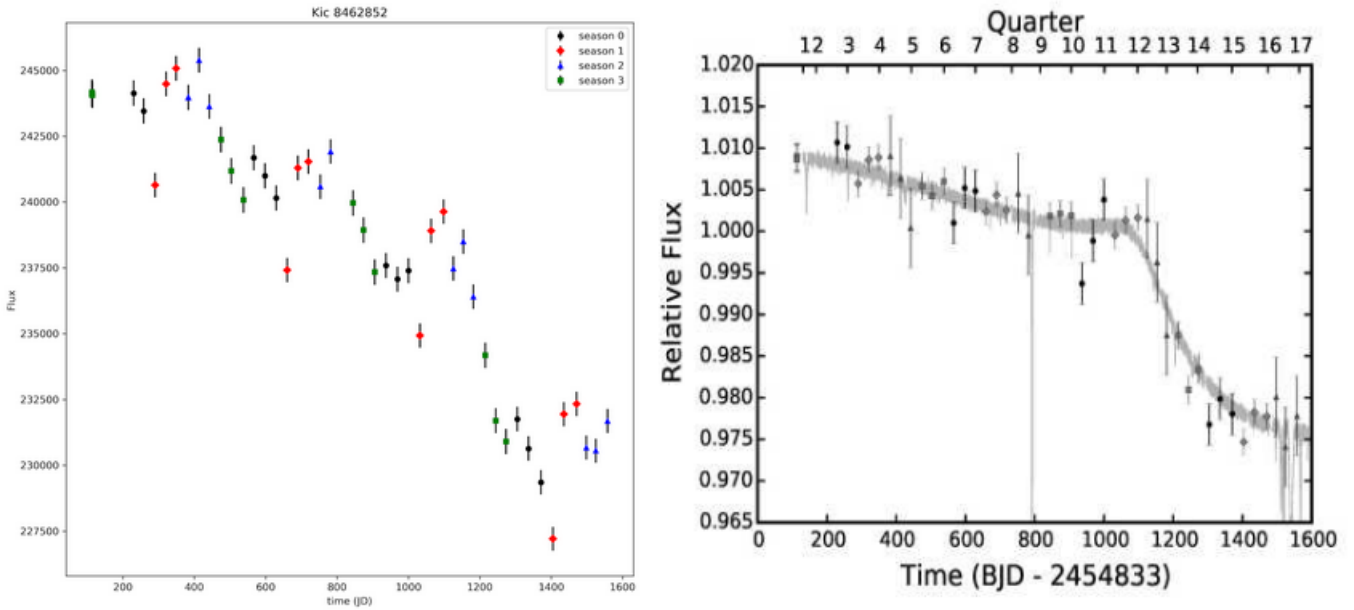 Kic 8462852
season 0
season 1
season 2
season 3
245000
242500
240000
237500
235000
232500
230000
227500
Flux
200 400 600 800 1000 1200 1400 1600
time (JD)
Quarter
12 3 4 5 6 7 8 9 10 11 12 13 14 15 16 17
1.020
1.015
1.010
1.005
1.000
0.995
0.990
0.985
0.980
0.975
0.970
0.965
Relative Flux
0 200 400 600 800 1000 1200 1400 1600
Time (BJD - 2454833)